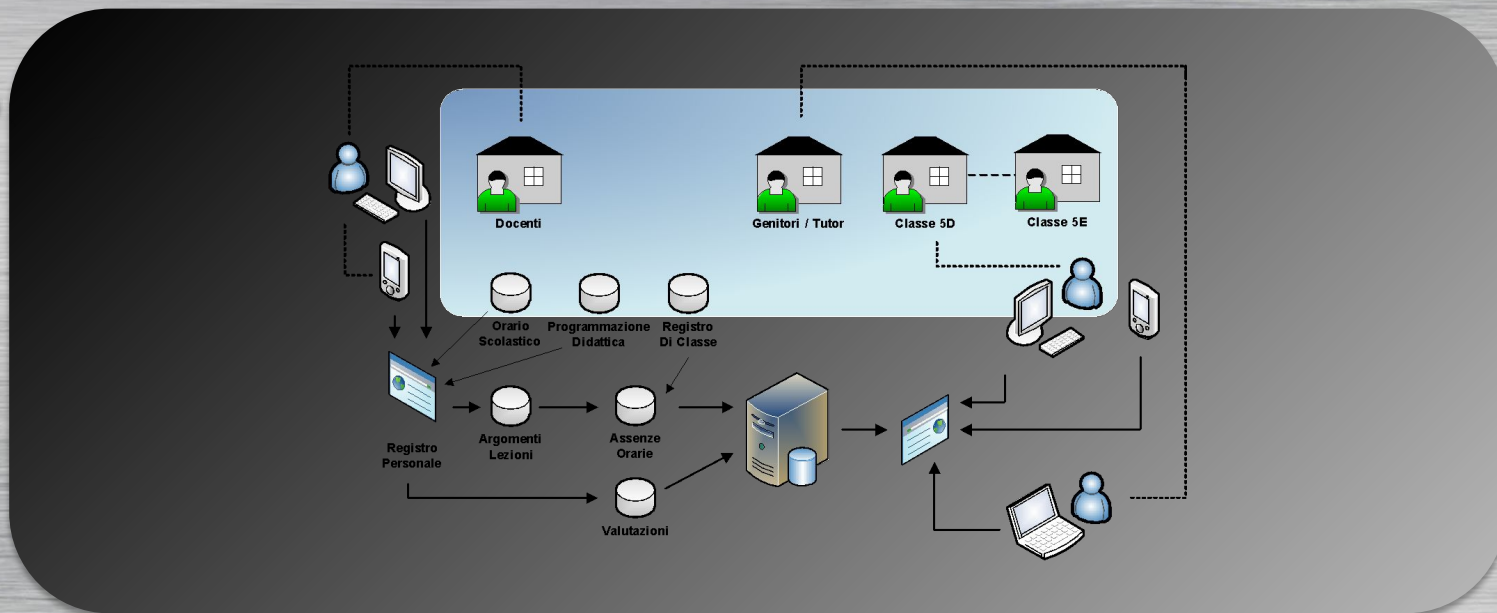 Docenti
Genitori / Tutor
Classe 5D
Classe 5E
Orario
Scolastico
Programmazione
Didattica
Registro
Di Classe
Registro
Personale
Argomenti
Lezioni
Assenze
Orarie
Valutazioni